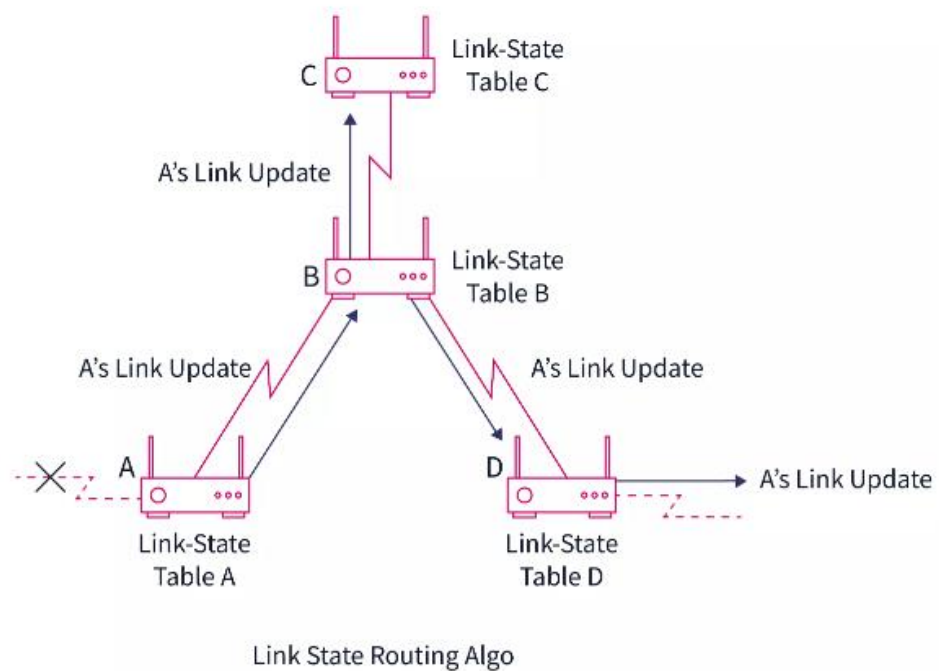 C
Link-State
Table C
A's Link Update
B
Link-State
Table B
A's Link Update
A's Link Update
A
D
A's Link Update
Link-State
Table A
Link-State
Table D
Link State Routing Algo